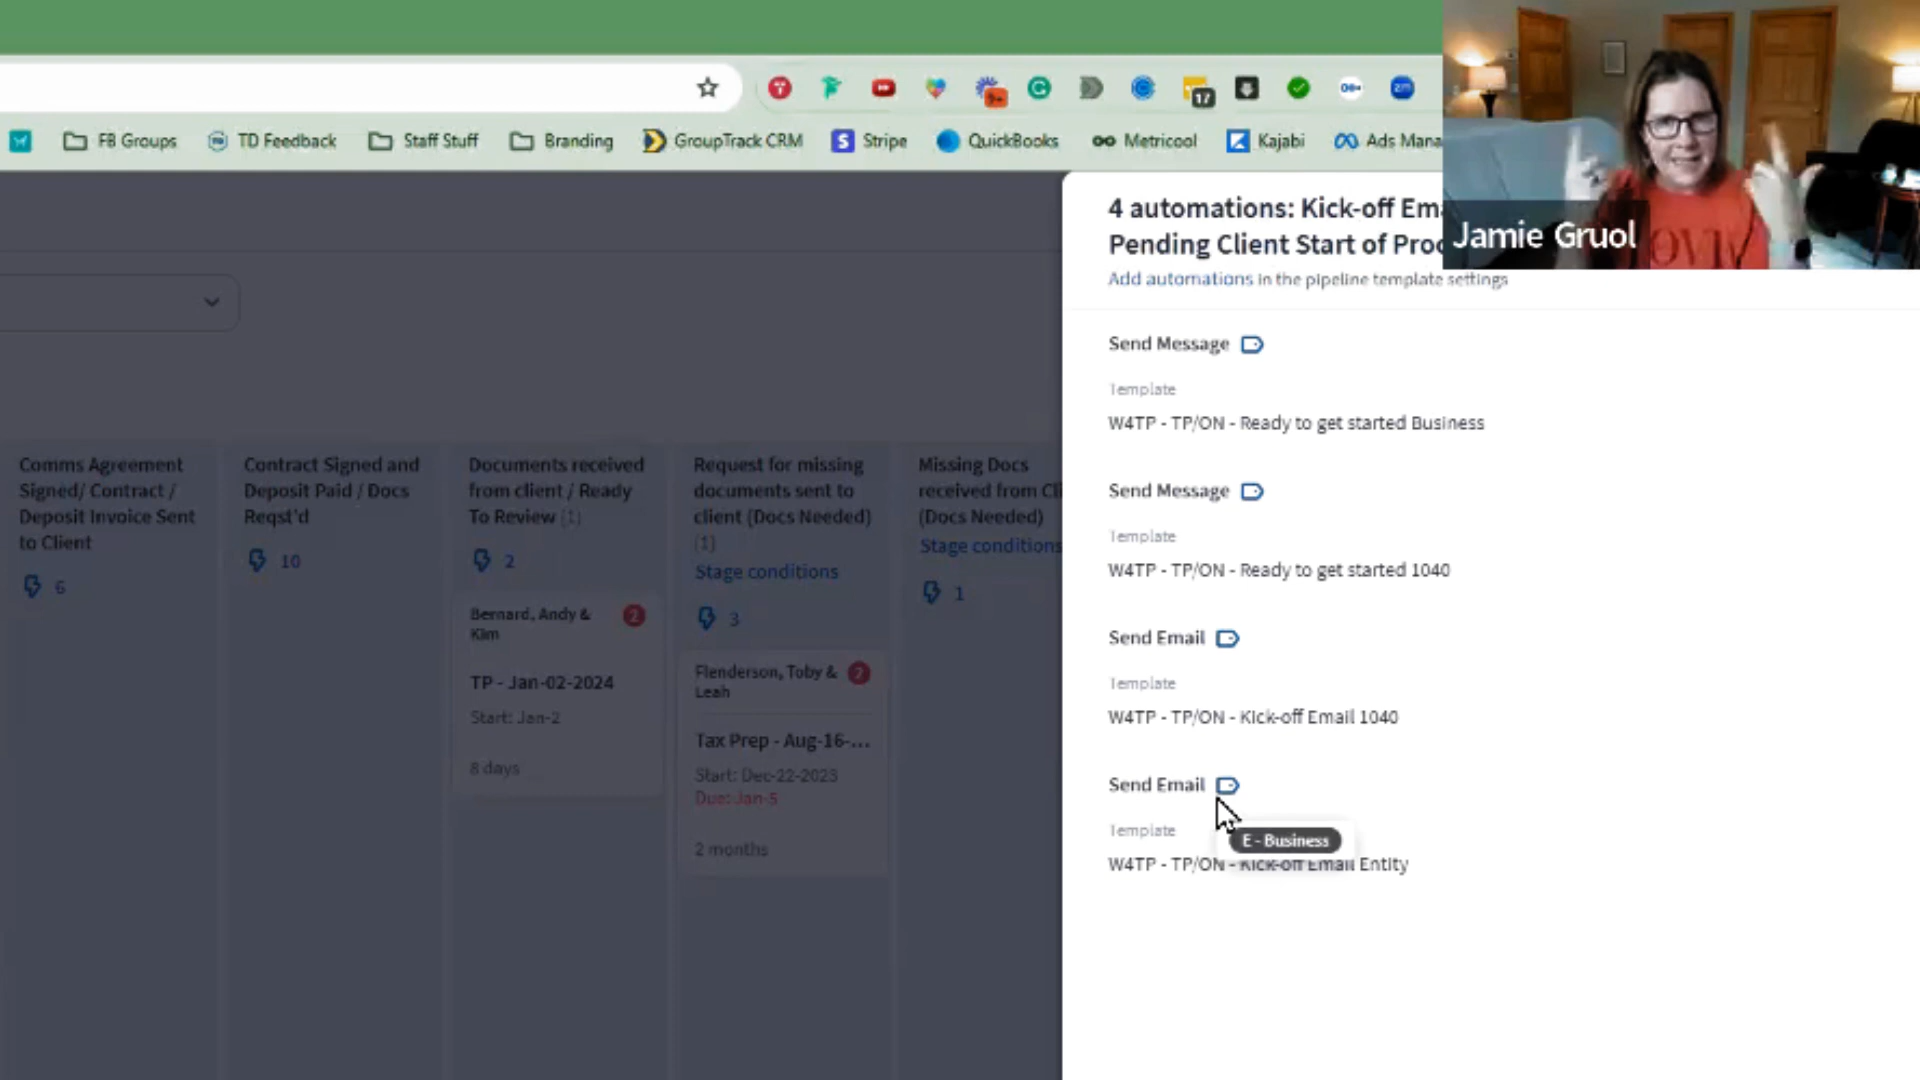 9+
17
FB Groups
TD Feedback
Staff Stuff
Branding
GroupTrack CRM
Stripe
QuickBooks
Metricool
Kajabi
Ads Mana
Jamie Gruol
4 automations: Kick-off Ema
Pending Client Start of Proc
Add automations in the pipeline template settings
Send Message
Template
W4TP - TP/ON - Ready to get started Business
Send Message
Template
W4TP - TP/ON - Ready to get started 1040
Send Email
Template
W4TP - TP/ON - Kick-off Email 1040
Send Email
E - Business
Template
W4TP - TP/ON - Kick-off Email Entity
Comms Agreement
Signed/ Contract /
Deposit Invoice Sent
to Client
6
Contract Signed and
Deposit Paid / Docs
Reqst'd
10
Documents received
from client / Ready
To Review (1)
2
Bernard, Andy &
Kim
2
TP - Jan-02-2024
Start: Jan-2
8 days
Request for missing
documents sent to
client (Docs Needed)
(1)
Stage conditions
3
Flenderson, Toby &
Leah
2
Tax Prep - Aug-16-...
Start: Dec-22-2023
Due: Jan-5
2 months
Missing Docs
received from Cli
(Docs Needed)
Stage conditions
1